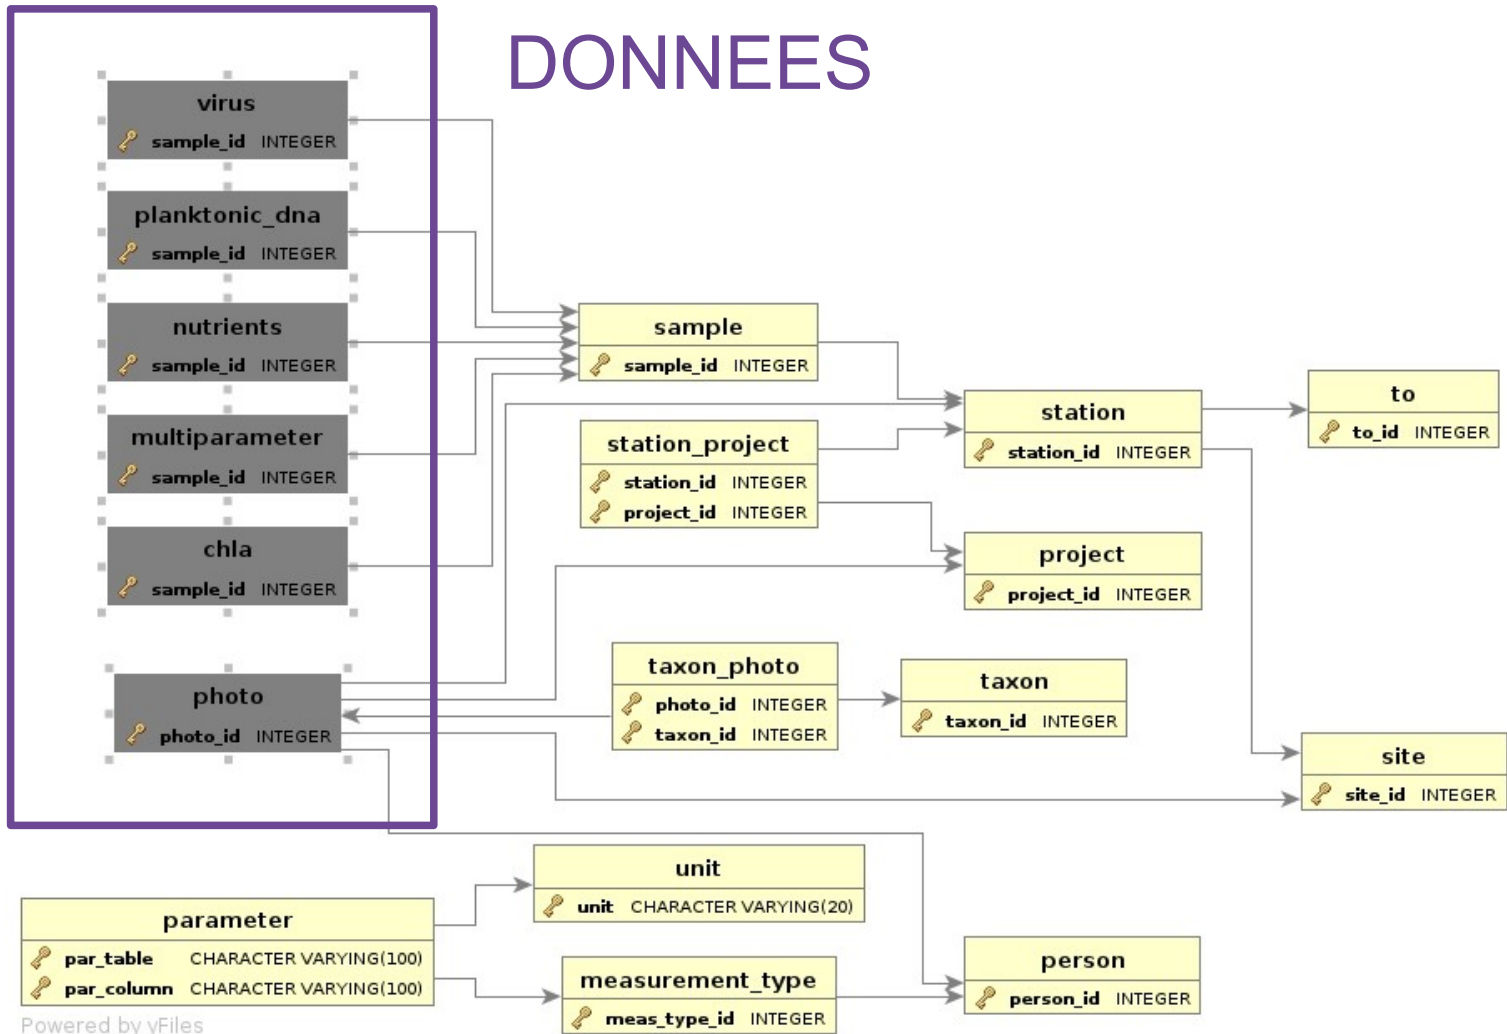 DONNEES
virus
sample_id INTEGER
planktonic_dna
sample_id INTEGER
nutrients
sample_id INTEGER
multiparameter
sample_id INTEGER
chla
sample_id INTEGER
photo
photo_id INTEGER
sample
sample_id INTEGER
station_project
station_id INTEGER
project_id INTEGER
station
station_id INTEGER
to
to_id INTEGER
project
project_id INTEGER
taxon_photo
photo_id INTEGER
taxon_id INTEGER
taxon
taxon_id INTEGER
site
site_id INTEGER
unit
unit CHARACTER VARYING(20)
parameter
par_table CHARACTER VARYING(100)
par_column CHARACTER VARYING(100)
measurement_type
meas_type_id INTEGER
person
person_id INTEGER
Powered by yFiles